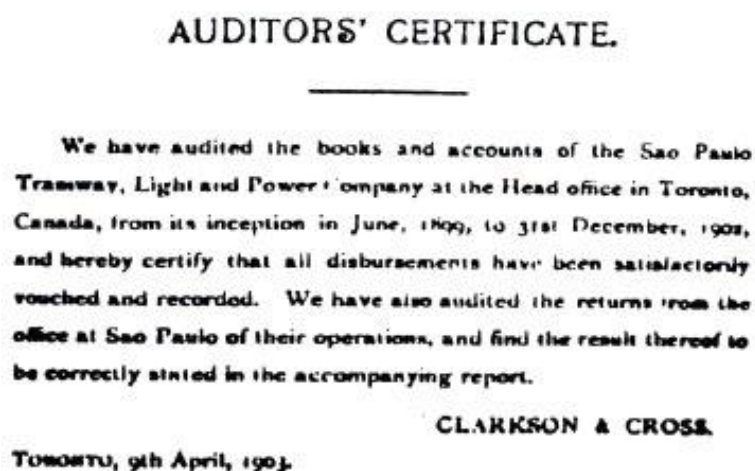 AUDITORS' CERTIFICATE.
We have audited the books and accounts of the Sao Paulo
Tramway, Light and Power Company at the Head office in Toronto,
Canada, from its inception in June, 1899, to 31st December, 1902,
and hereby certify that all disbursements have been satisfactorily
vouched and recorded. We have also audited the returns from the
office at Sao Paulo of their operations, and find the result thereof to
be correctly stated in the accompanying report.
CLARKSON & CROSS.
TORONTO, 9th April, 1903.